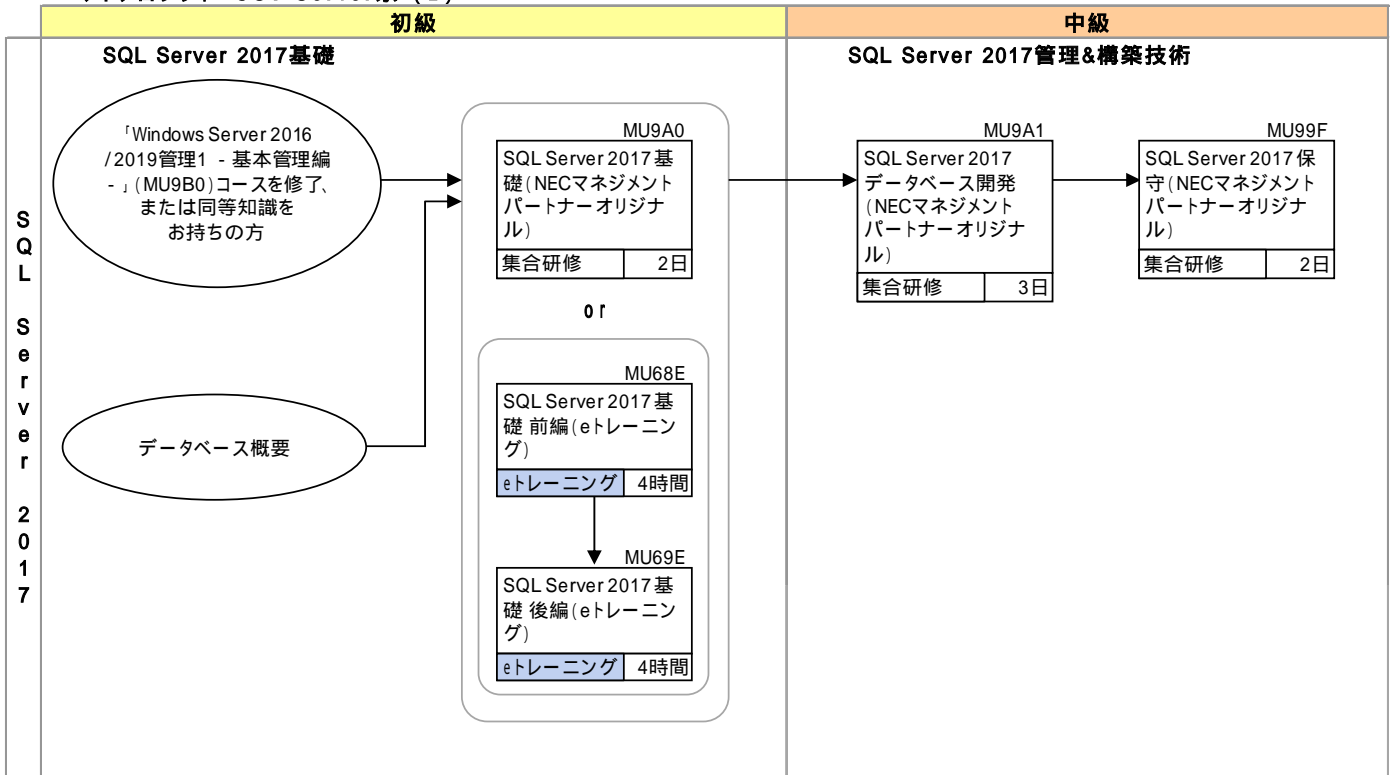 初級
中級
SQL Server 2017基礎
SQL Server 2017管理&構築技術
SQL Server 2017
「Windows Server 2016
/2019管理1 - 基本管理編
- 」(MU9B0)コースを修了、
または同等知識を
お持ちの方
データベース概要
MU9A0
SQL Server 2017基
礎(NECマネジメント
パートナーオリジナ
ル)
集合研修 2日
or
MU68E
SQL Server 2017基
礎 前編(eトレーニン
グ)
eトレーニング 4時間
MU69E
SQL Server 2017基
礎 後編(eトレーニン
グ)
eトレーニング 4時間
MU9A1
SQL Server 2017
データベース開発
(NECマネジメント
パートナーオリジナ
ル)
集合研修 3日
MU99F
SQL Server 2017保
守(NECマネジメント
パートナーオリジナ
ル)
集合研修 2日